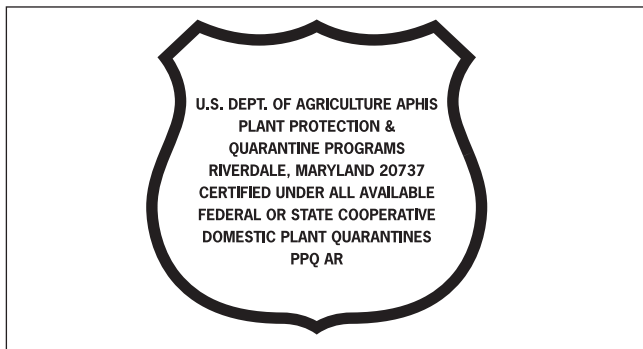 U.S. DEPT. OF AGRICULTURE APHIS
PLANT PROTECTION &
QUARANTINE PROGRAMS
RIVERDALE, MARYLAND 20737
CERTIFIED UNDER ALL AVAILABLE
FEDERAL OR STATE COOPERATIVE
DOMESTIC PLANT QUARANTINES
PPQ AR